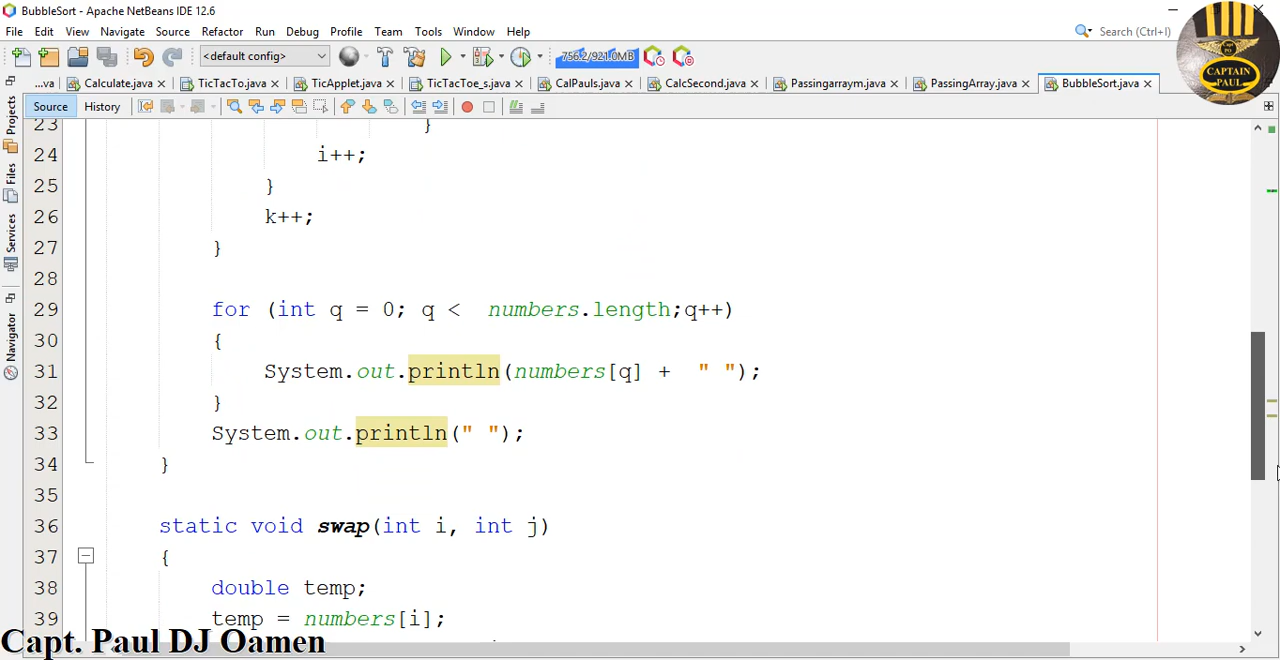 BubbleSort - Apache NetBeans IDE 12.6
File Edit View Navigate Source Refactor Run Debug Profile Team Tools Window Help
Search (Ctrl+I)
<default config>
756.2/921.0MB
...va Calculate.java TicTacTo.java TicApplet.java TicTacToe_s.java CalPauls.java CalcSecond.java Passingarraym.java PassingArray.java BubbleSort.java
CAPTAIN
PAUL
Source History
Projects
Files
Services
Navigator
23 }
24 i++;
25 }
26 k++;
27 }
28
29 for (int q = 0; q < numbers.length;q++)
30 {
31 System.out.println(numbers[q] + " ");
32 }
33 System.out.println(" ");
34 }
35
36 static void swap(int i, int j)
37 {
38 double temp;
39 temp = numbers[i];
Capt. Paul DJ Oamen